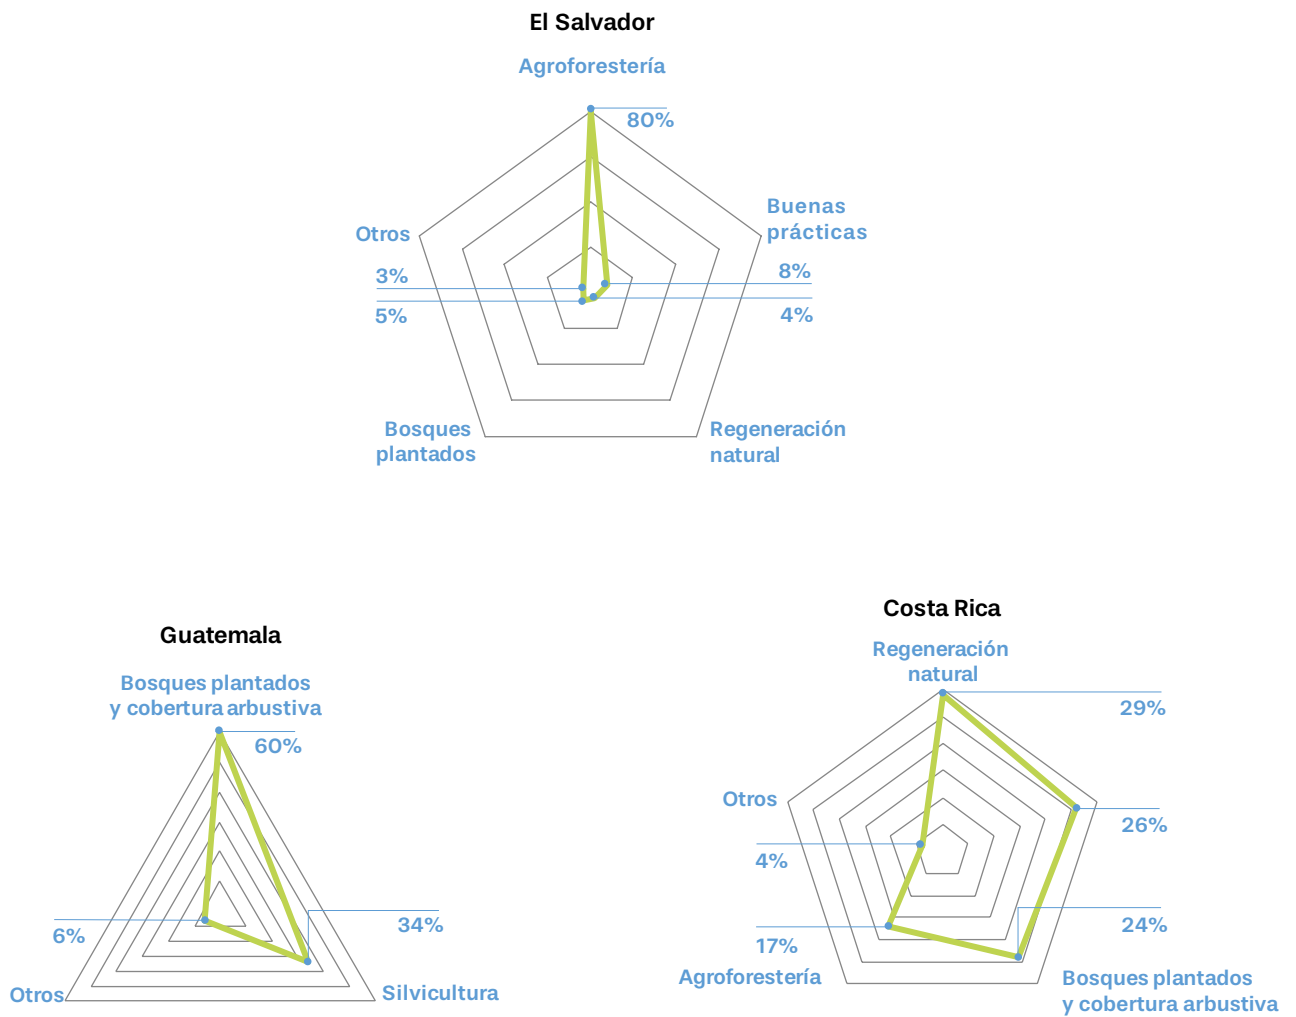 El Salvador
Agroforestería
80%
Buenas
prácticas
Otros
3%
8%
5%
4%
Bosques
plantados
Regeneración
natural
Guatemala
Bosques plantados
y cobertura arbustiva
60%
34%
6%
Otros
Silvicultura
Costa Rica
Regeneración
natural
29%
Otros
26%
4%
24%
17%
Agroforestería
Bosques plantados
y cobertura arbustiva